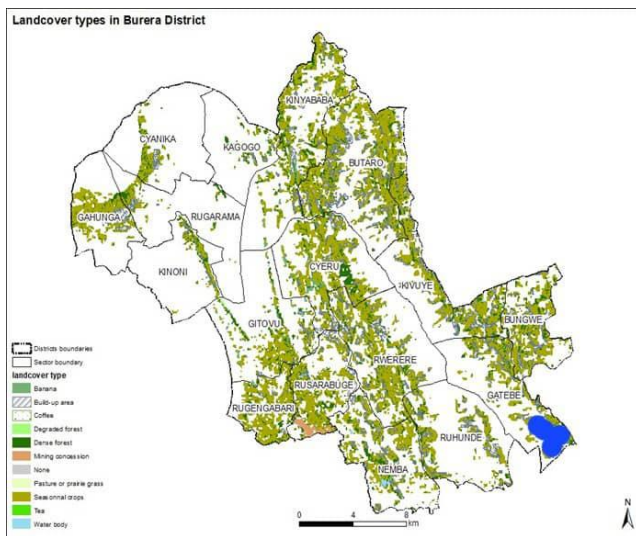 Landcover types in Burera District
KINYABABA
CYANIKA
KAGOGO
BUTARO
GAHUNGA
RUGARAMA
KINONI
CYERU
KIVUYE
BUNGWE
GITOVU
RWERERE
RUSARABUGE
GATEBE
RUGENGABARI
RUHUNDE
NEMBA
Districts boundaries
Sector boundary
landcover type
Banana
Build-up area
Coffee
Degraded forest
Dense forest
Mining concession
None
Pasture or prairie grass
Seasonnal crops
Tea
Water body
0 4 8
km
N